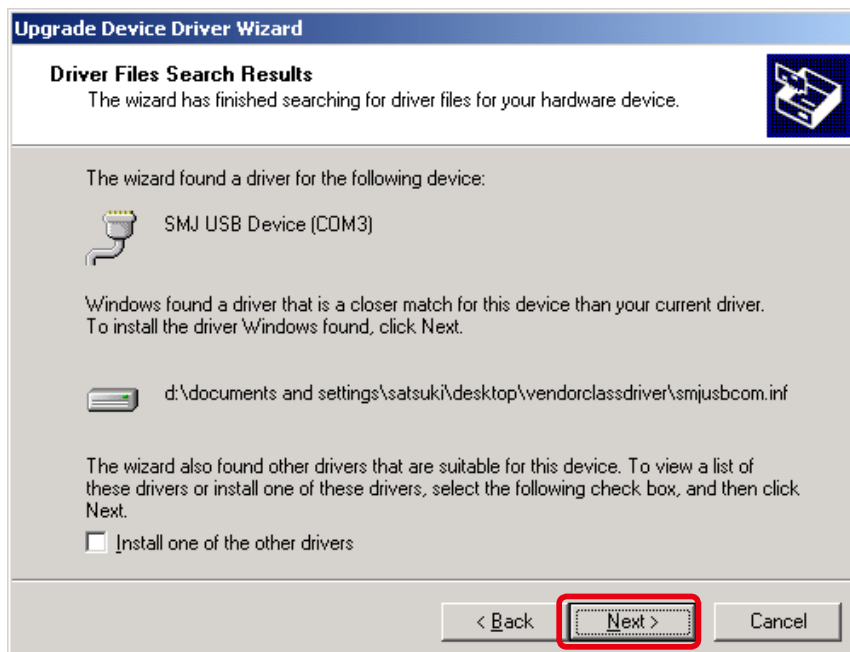 Upgrade Device Driver Wizard
Driver Files Search Results
The wizard has finished searching for driver files for your hardware device.
The wizard found a driver for the following device:
SMJ USB Device (COM3)
Windows found a driver that is a closer match for this device than your current driver.
To install the driver Windows found, click Next.
d:\documents and settings\satsuki\desktop\vendorclassdriver\smjusbcom.inf
The wizard also found other drivers that are suitable for this device. To view a list of
these drivers or install one of these drivers, select the following check box, and then click
Next.
Install one of the other drivers
< Back Next > Cancel